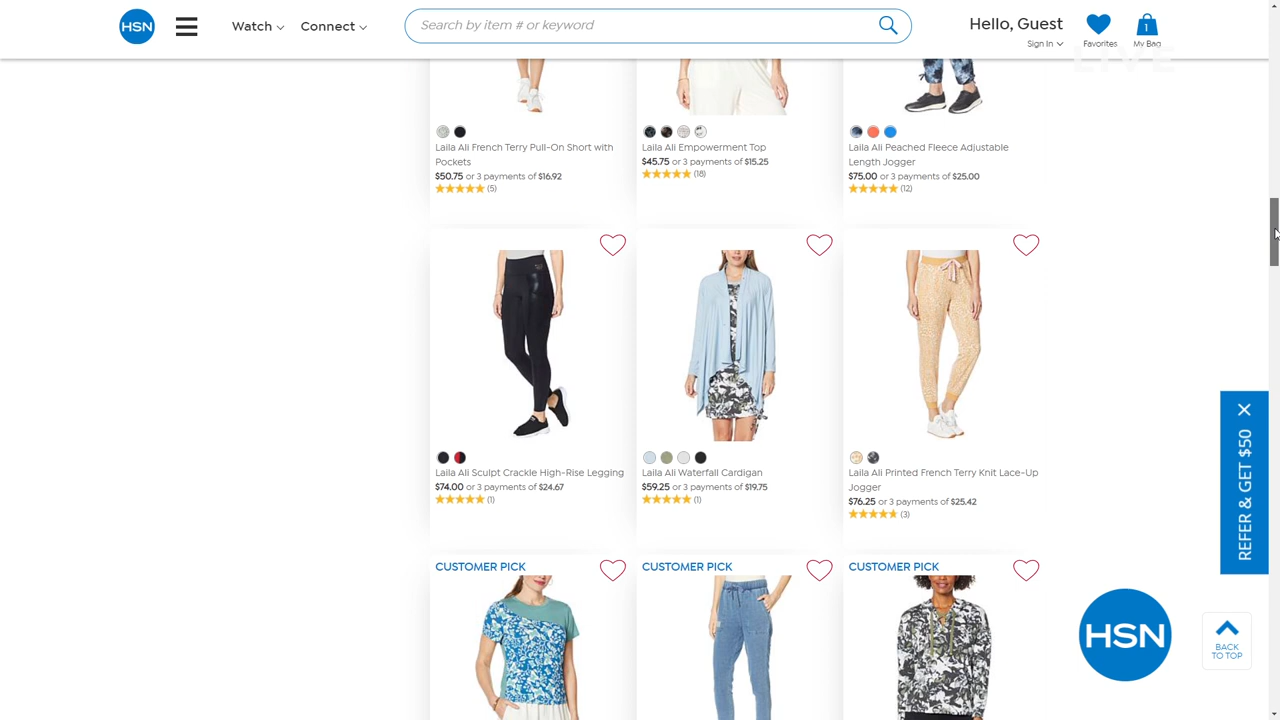 HSN
Watch
Connect
Search by item # or keyword
Hello, Guest
Sign In
Favorites
1
My Bag
LIVE
Laila Ali French Terry Pull-On Short with
Pockets
$50.75 or 3 payments of $16.92
(5)
Laila Ali Empowerment Top
$45.75 or 3 payments of $15.25
(18)
Laila Ali Peached Fleece Adjustable
Length Jogger
$75.00 or 3 payments of $25.00
(12)
Laila Ali Sculpt Crackle High-Rise Legging
$74.00 or 3 payments of $24.67
(1)
Laila Ali Waterfall Cardigan
$59.25 or 3 payments of $19.75
(1)
Laila Ali Printed French Terry Knit Lace-Up
Jogger
$76.25 or 3 payments of $25.42
(3)
CUSTOMER PICK
CUSTOMER PICK
CUSTOMER PICK
REFER & GET $50
HSN
BACK
TO TOP